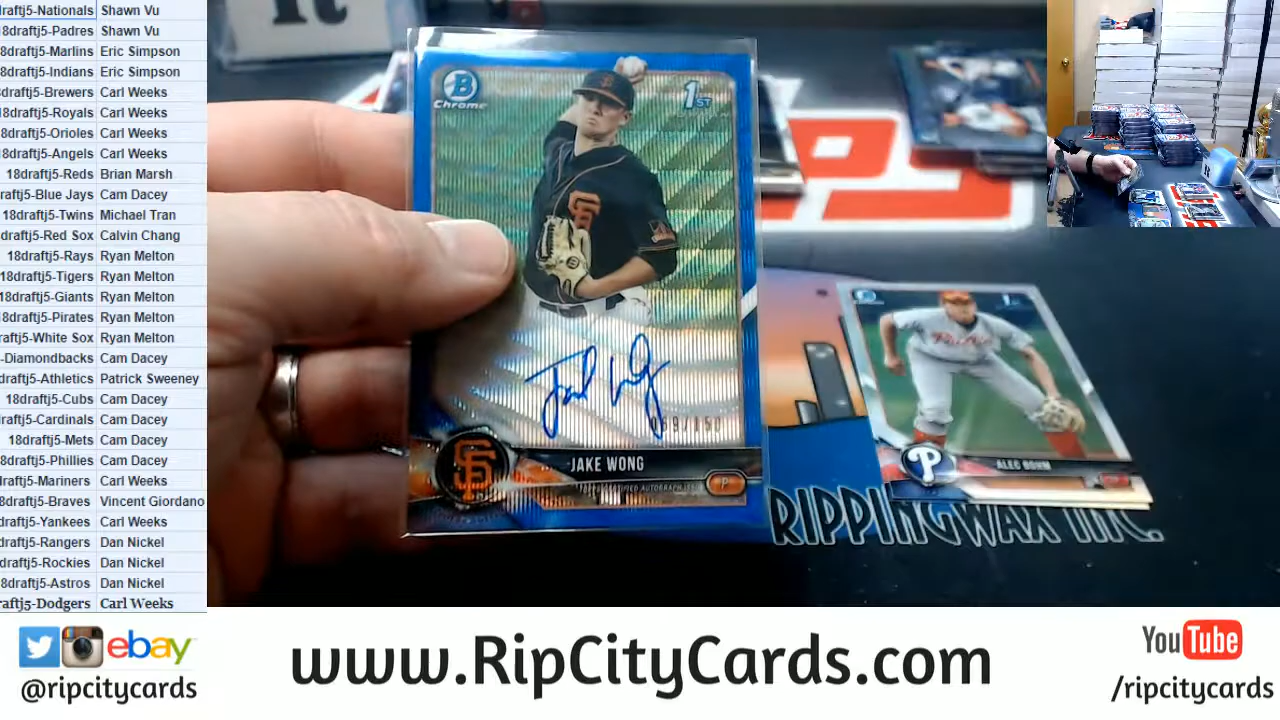 raftj5-Nationals Shawn Vu
18draftj5-Padres Shawn Vu
8draftj5-Marlins Eric Simpson
8draftj5-Indians Eric Simpson
8draftj5-Brewers Carl Weeks
8draftj5-Royals Carl Weeks
8draftj5-Orioles Carl Weeks
8draftj5-Angels Carl Weeks
18draftj5-Reds Brian Marsh
raftj5-Blue Jays Cam Dacey
18draftj5-Twins Michael Tran
draftj5-Red Sox Calvin Chang
18draftj5-Rays Ryan Melton
18draftj5-Tigers Ryan Melton
18draftj5-Giants Ryan Melton
18draftj5-Pirates Ryan Melton
raftj5-White Sox Ryan Melton
-Diamondbacks Cam Dacey
draftj5-Athletics Patrick Sweeney
18draftj5-Cubs Cam Dacey
draftj5-Cardinals Cam Dacey
18draftj5-Mets Cam Dacey
8draftj5-Phillies Cam Dacey
draftj5-Mariners Carl Weeks
8draftj5-Braves Vincent Giordano
draftj5-Yankees Carl Weeks
draftj5-Rangers Dan Nickel
draftj5-Rockies Dan Nickel
8draftj5-Astros Dan Nickel
raftj5-Dodgers Carl Weeks
B
Chrome
1ST
SF
JAKE WONG
P
Phillies
P
ALEC BOHM
RIPPINGWAX INC.
ebay
@ripcitycards
www.RipCityCards.com
YouTube
/ripcitycards